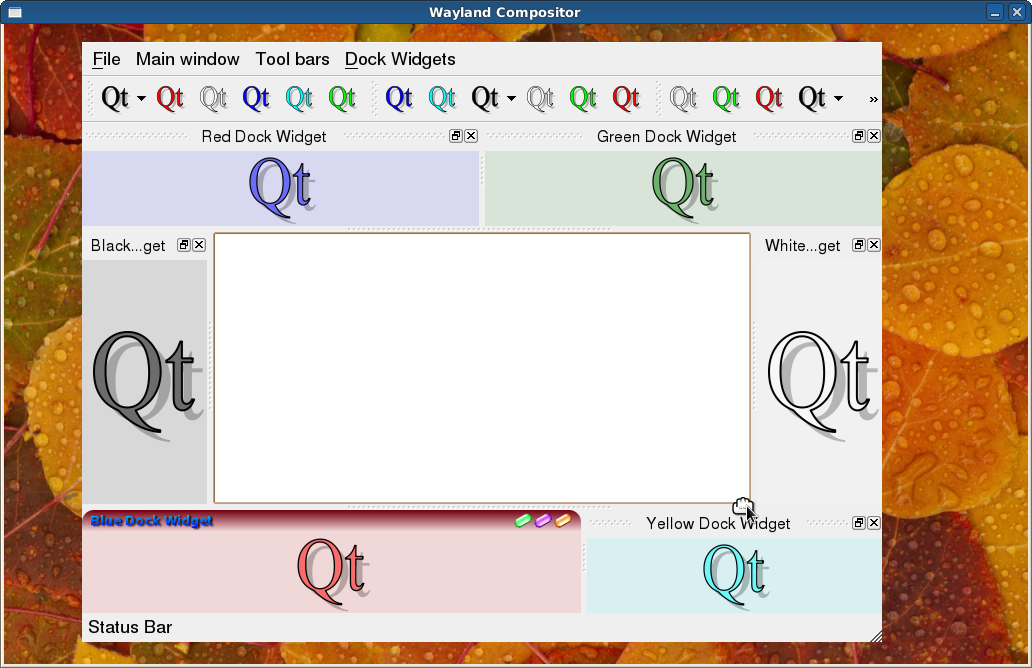 Wayland Compositor
File Main window Tool bars Dock Widgets
Qt Qt Qt Qt Qt Qt Qt Qt Qt Qt Qt Qt Qt Qt Qt Qt »
Red Dock Widget Green Dock Widget
Qt Qt
Black...get White...get
Qt Qt
Blue Dock Widget Yellow Dock Widget
Qt Qt
Status Bar